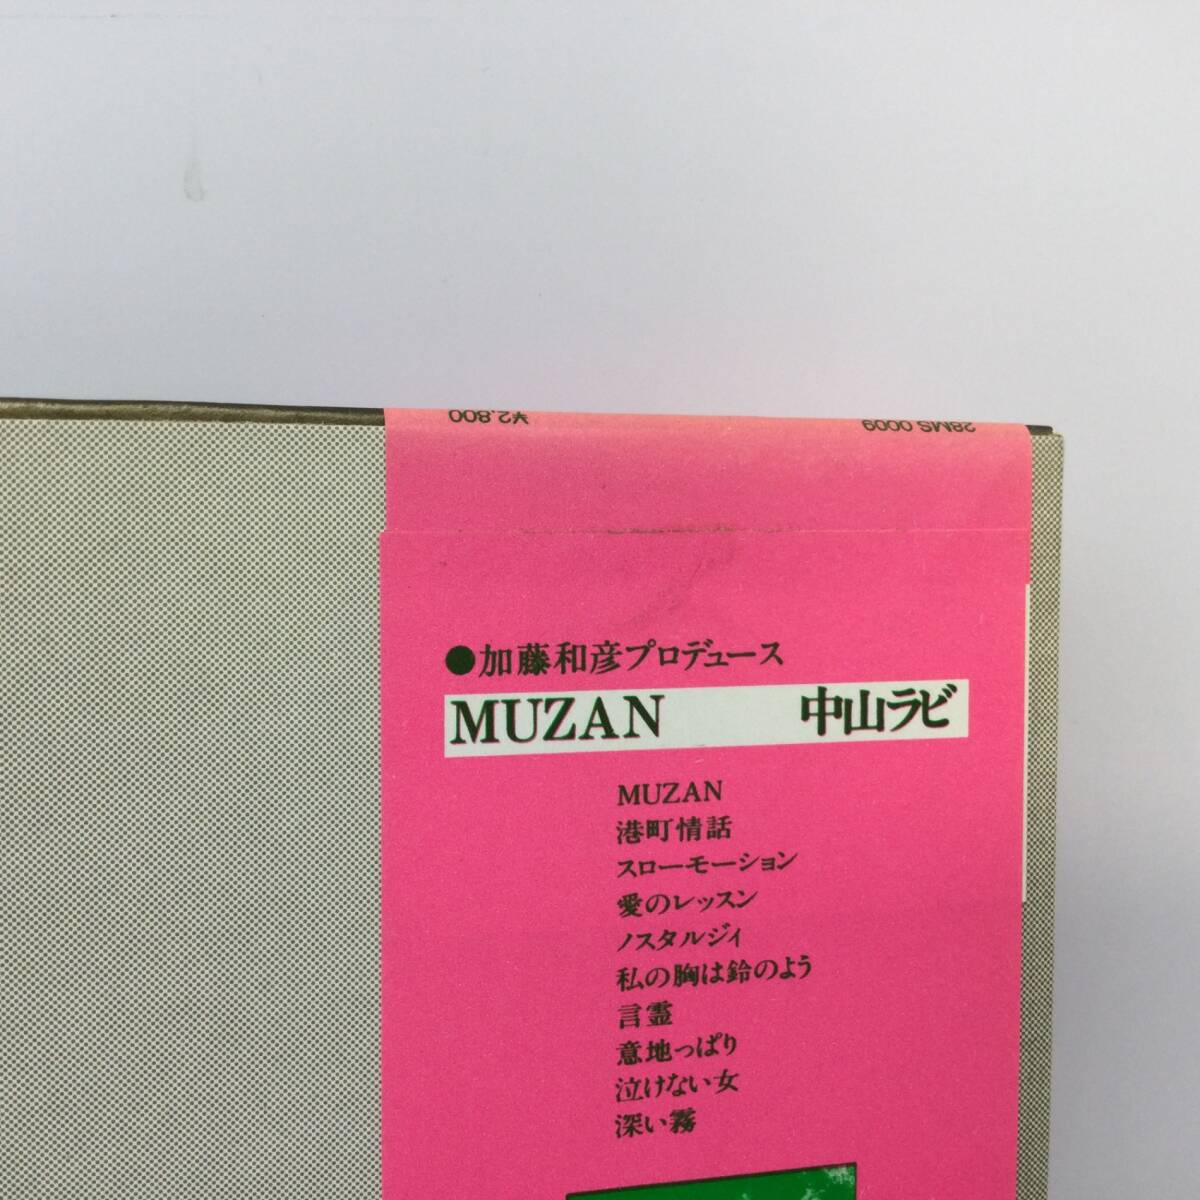 ¥2,800
28MS 0009
●加藤和彦プロデュース
MUZAN 中山ラビ
MUZAN
港町情話
スローモーション
愛のレッスン
ノスタルジィ
私の胸は鈴のよう
言霊
意地っぱり
泣けない女
深い霧